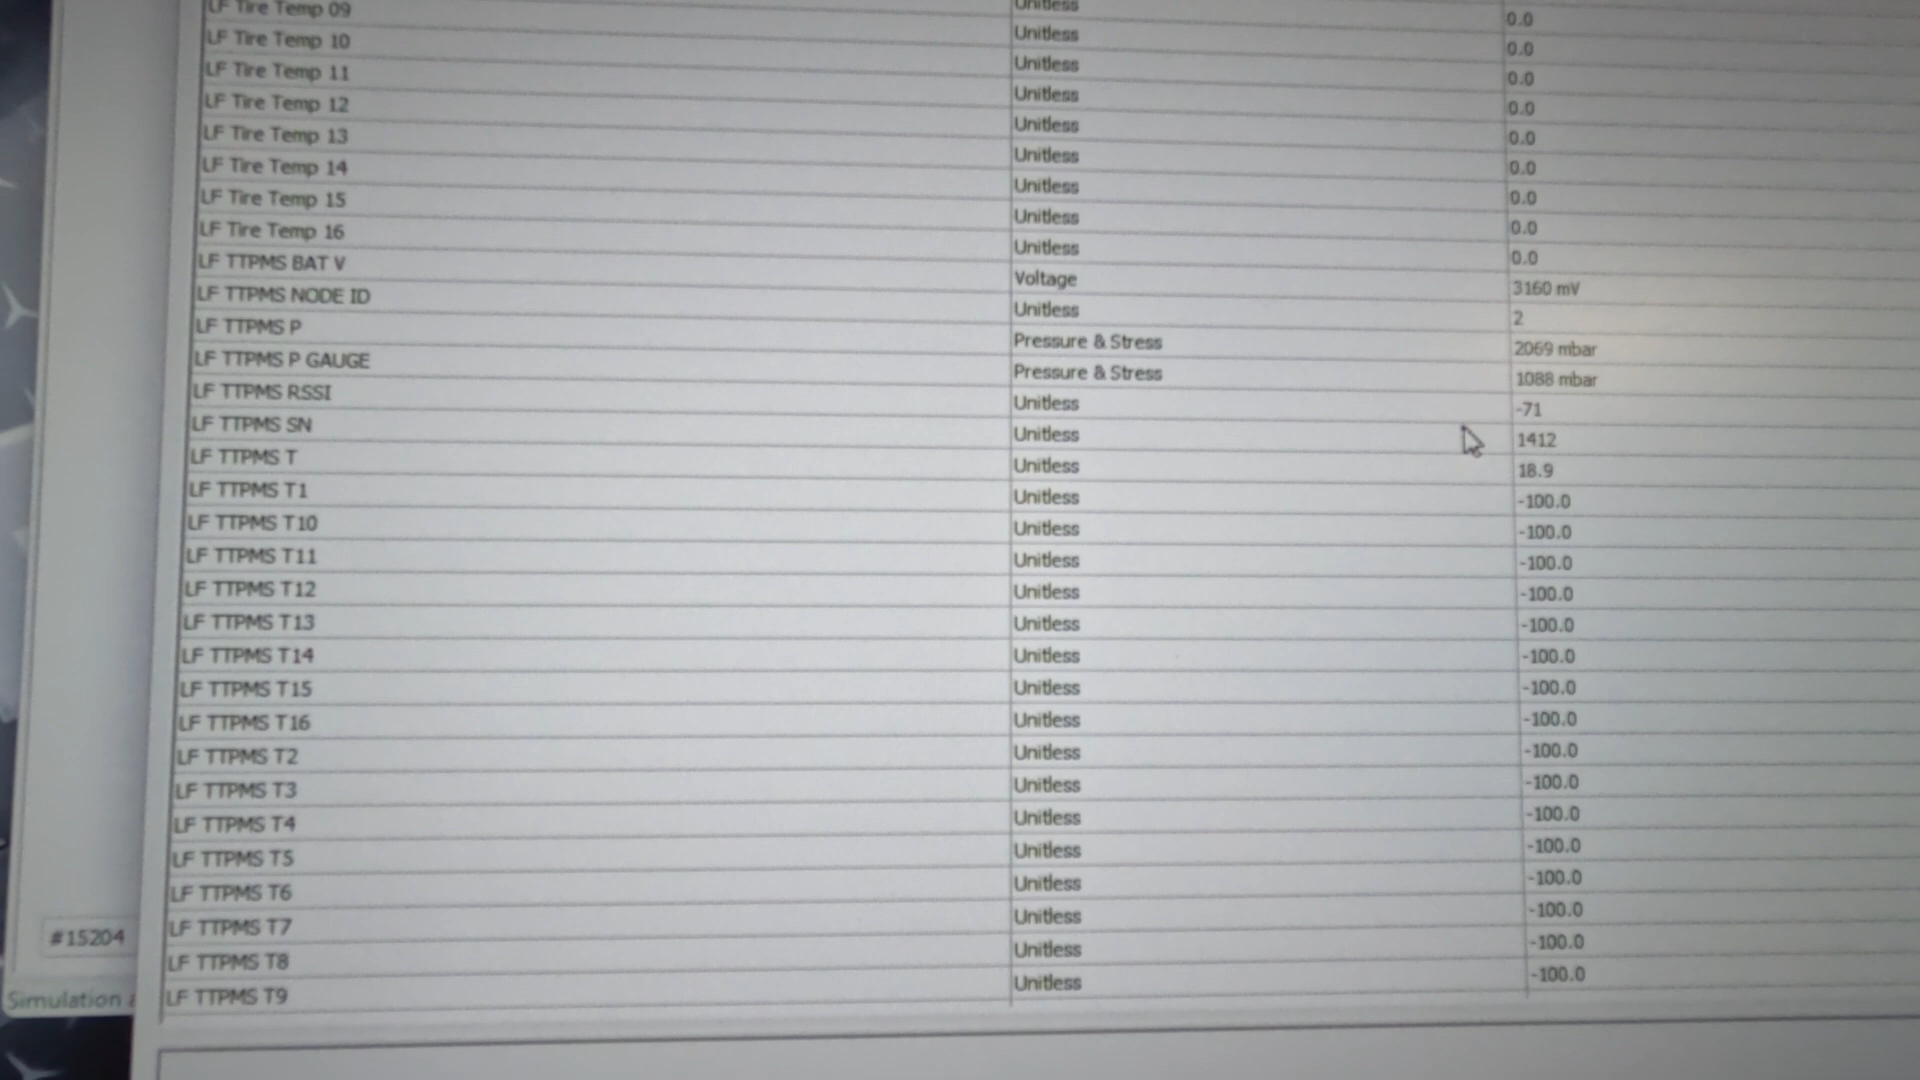 Unitless 0.0
LF Tire Temp 09 Unitless 0.0
LF Tire Temp 10 Unitless 0.0
LF Tire Temp 11 Unitless 0.0
LF Tire Temp 12 Unitless 0.0
LF Tire Temp 13 Unitless 0.0
LF Tire Temp 14 Unitless 0.0
LF Tire Temp 15 Unitless 0.0
LF Tire Temp 16 Unitless 0.0
LF TTPMS BAT V Voltage 3160 mV
LF TTPMS NODE ID Unitless 2
LF TTPMS P Pressure & Stress 2069 mbar
LF TTPMS P GAUGE Pressure & Stress 1088 mbar
LF TTPMS RSSI Unitless -71
LF TTPMS SN Unitless 1412
LF TTPMS T Unitless 18.9
LF TTPMS T1 Unitless -100.0
LF TTPMS T10 Unitless -100.0
LF TTPMS T11 Unitless -100.0
LF TTPMS T12 Unitless -100.0
LF TTPMS T13 Unitless -100.0
LF TTPMS T14 Unitless -100.0
LF TTPMS T15 Unitless -100.0
LF TTPMS T16 Unitless -100.0
LF TTPMS T2 Unitless -100.0
LF TTPMS T3 Unitless -100.0
LF TTPMS T4 Unitless -100.0
LF TTPMS T5 Unitless -100.0
LF TTPMS T6 Unitless -100.0
LF TTPMS T7 Unitless -100.0
LF TTPMS T8 Unitless -100.0
LF TTPMS T9 Unitless -100.0
#15204
Simulation